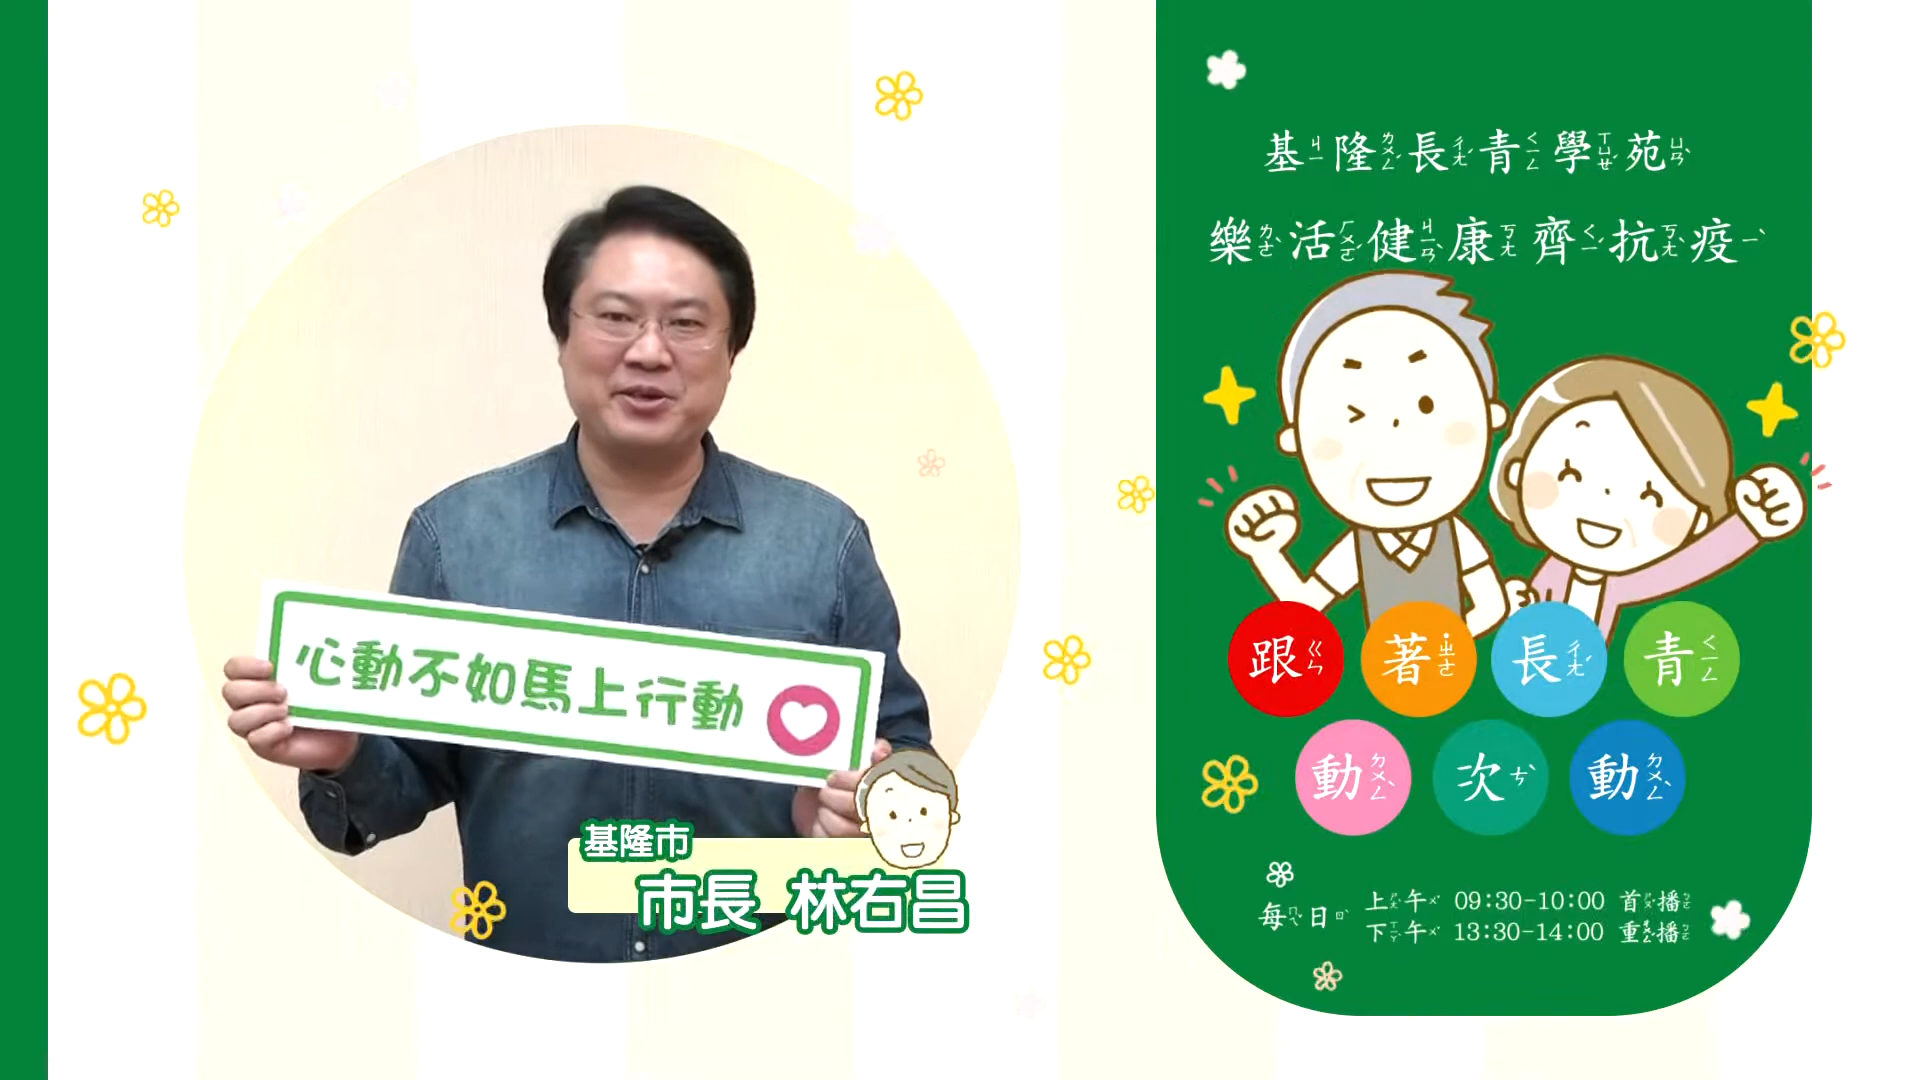 心動不如馬上行動
基隆市
市長 林右昌
基隆長青學苑
樂活健康齊抗疫
跟著長青
動次動
每日
上午 09:30-10:00 首播
下午 13:30-14:00 重播